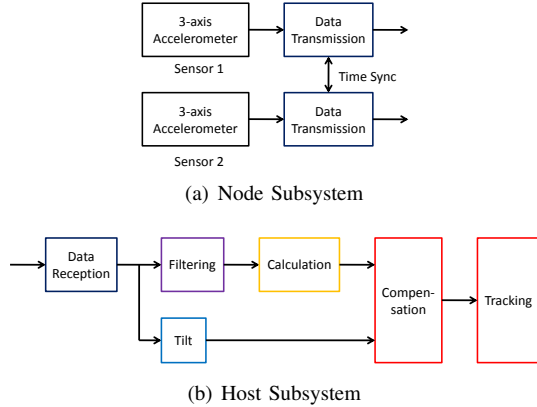 3-axis
Accelerometer
Data
Transmission
Sensor 1
Time Sync
3-axis
Accelerometer
Data
Transmission
Sensor 2
(a) Node Subsystem
Data
Reception
Filtering
Calculation
Compen-
sation
Tracking
Tilt
(b) Host Subsystem